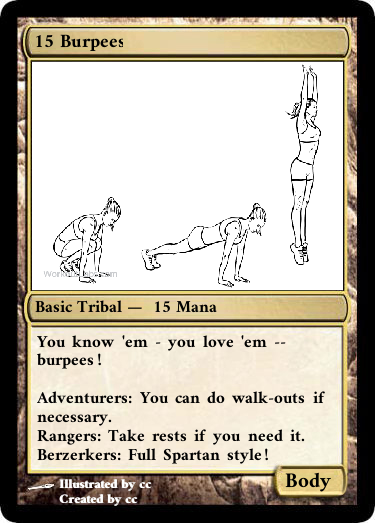 15 Burpees
Basic Tribal — 15 Mana
You know 'em - you love 'em --
burpees!
Adventurers: You can do walk-outs if
necessary.
Rangers: Take rests if you need it.
Berzerkers: Full Spartan style!
Body
Illustrated by cc
Created by cc